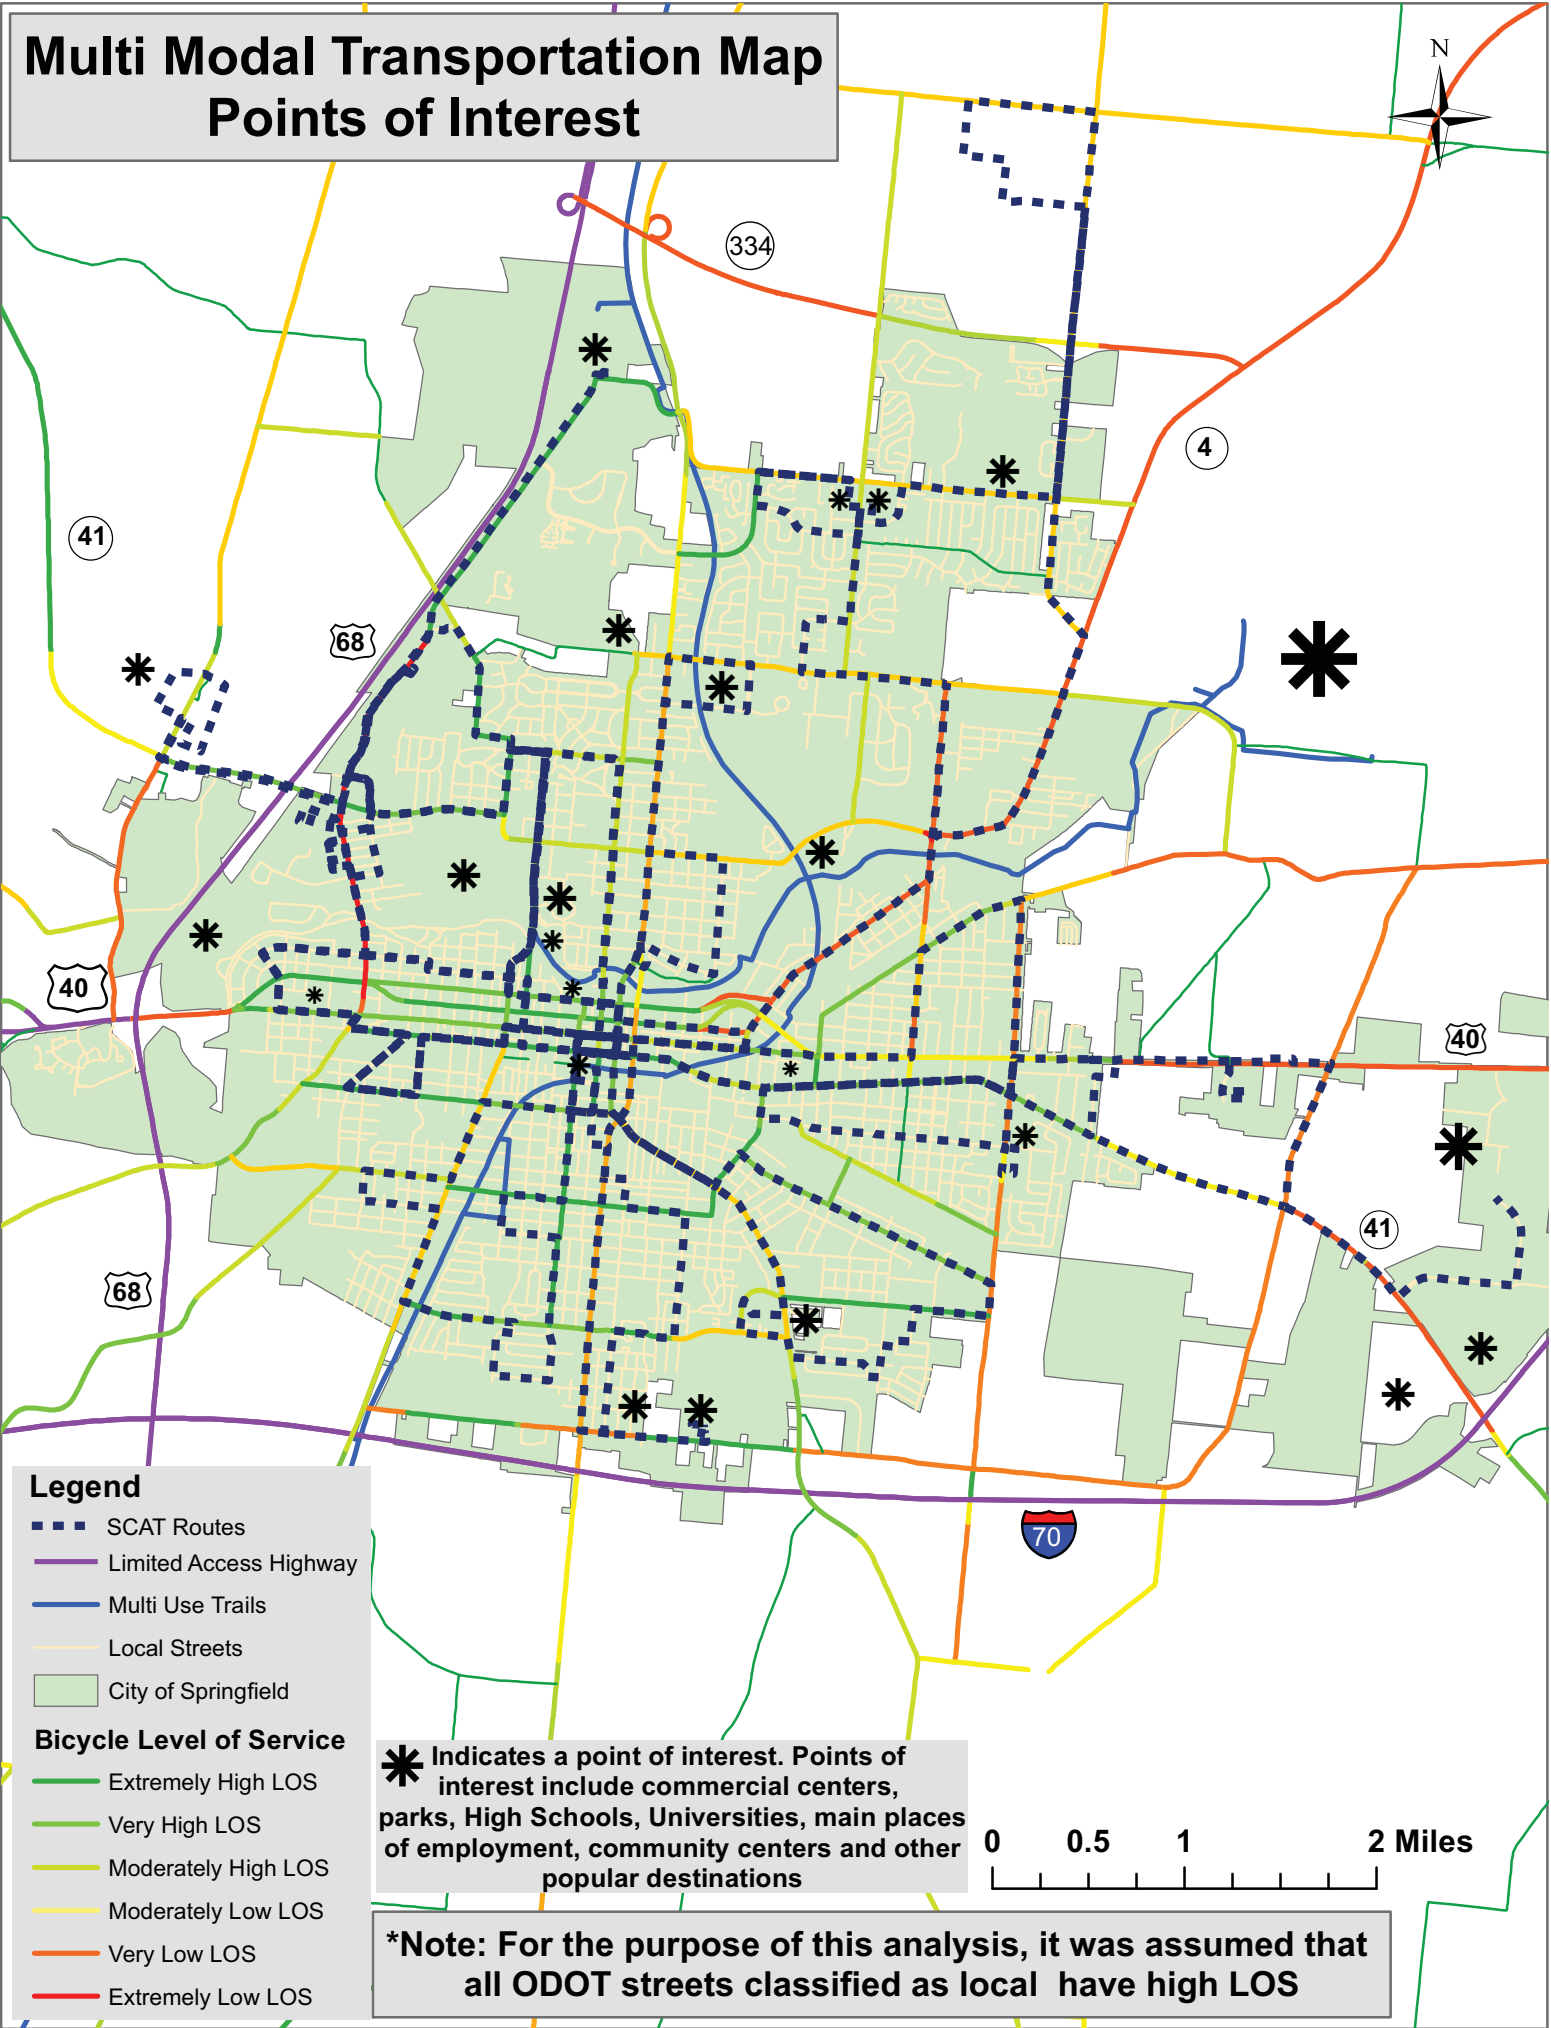 Multi Modal Transportation Map
Points of Interest
N
334
4
41
68
40
40
41
68
70
Legend
SCAT Routes
Limited Access Highway
Multi Use Trails
Local Streets
City of Springfield
Bicycle Level of Service
Extremely High LOS
Very High LOS
Moderately High LOS
Moderately Low LOS
Very Low LOS
Extremely Low LOS
Indicates a point of interest. Points of
interest include commercial centers,
parks, High Schools, Universities, main places
of employment, community centers and other
popular destinations
0 0.5 1 2 Miles
*Note: For the purpose of this analysis, it was assumed that
all ODOT streets classified as local have high LOS